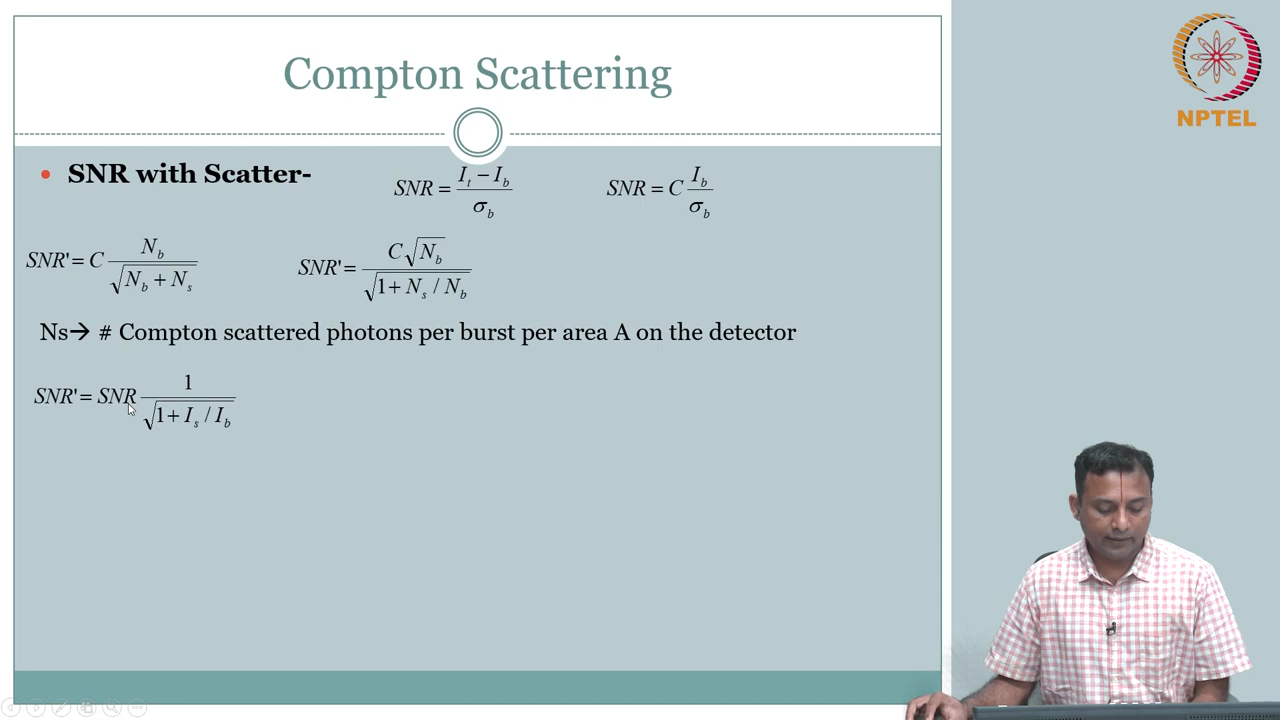 Compton Scattering
NPTEL
• SNR with Scatter-
SNR = (I_t − I_b) / σ_b    SNR = C I_b / σ_b
SNR' = C N_b / √(N_b + N_s)    SNR' = C√N_b / √(1 + N_s / N_b)
Ns→ # Compton scattered photons per burst per area A on the detector
SNR' = SNR 1 / √(1 + I_s / I_b)